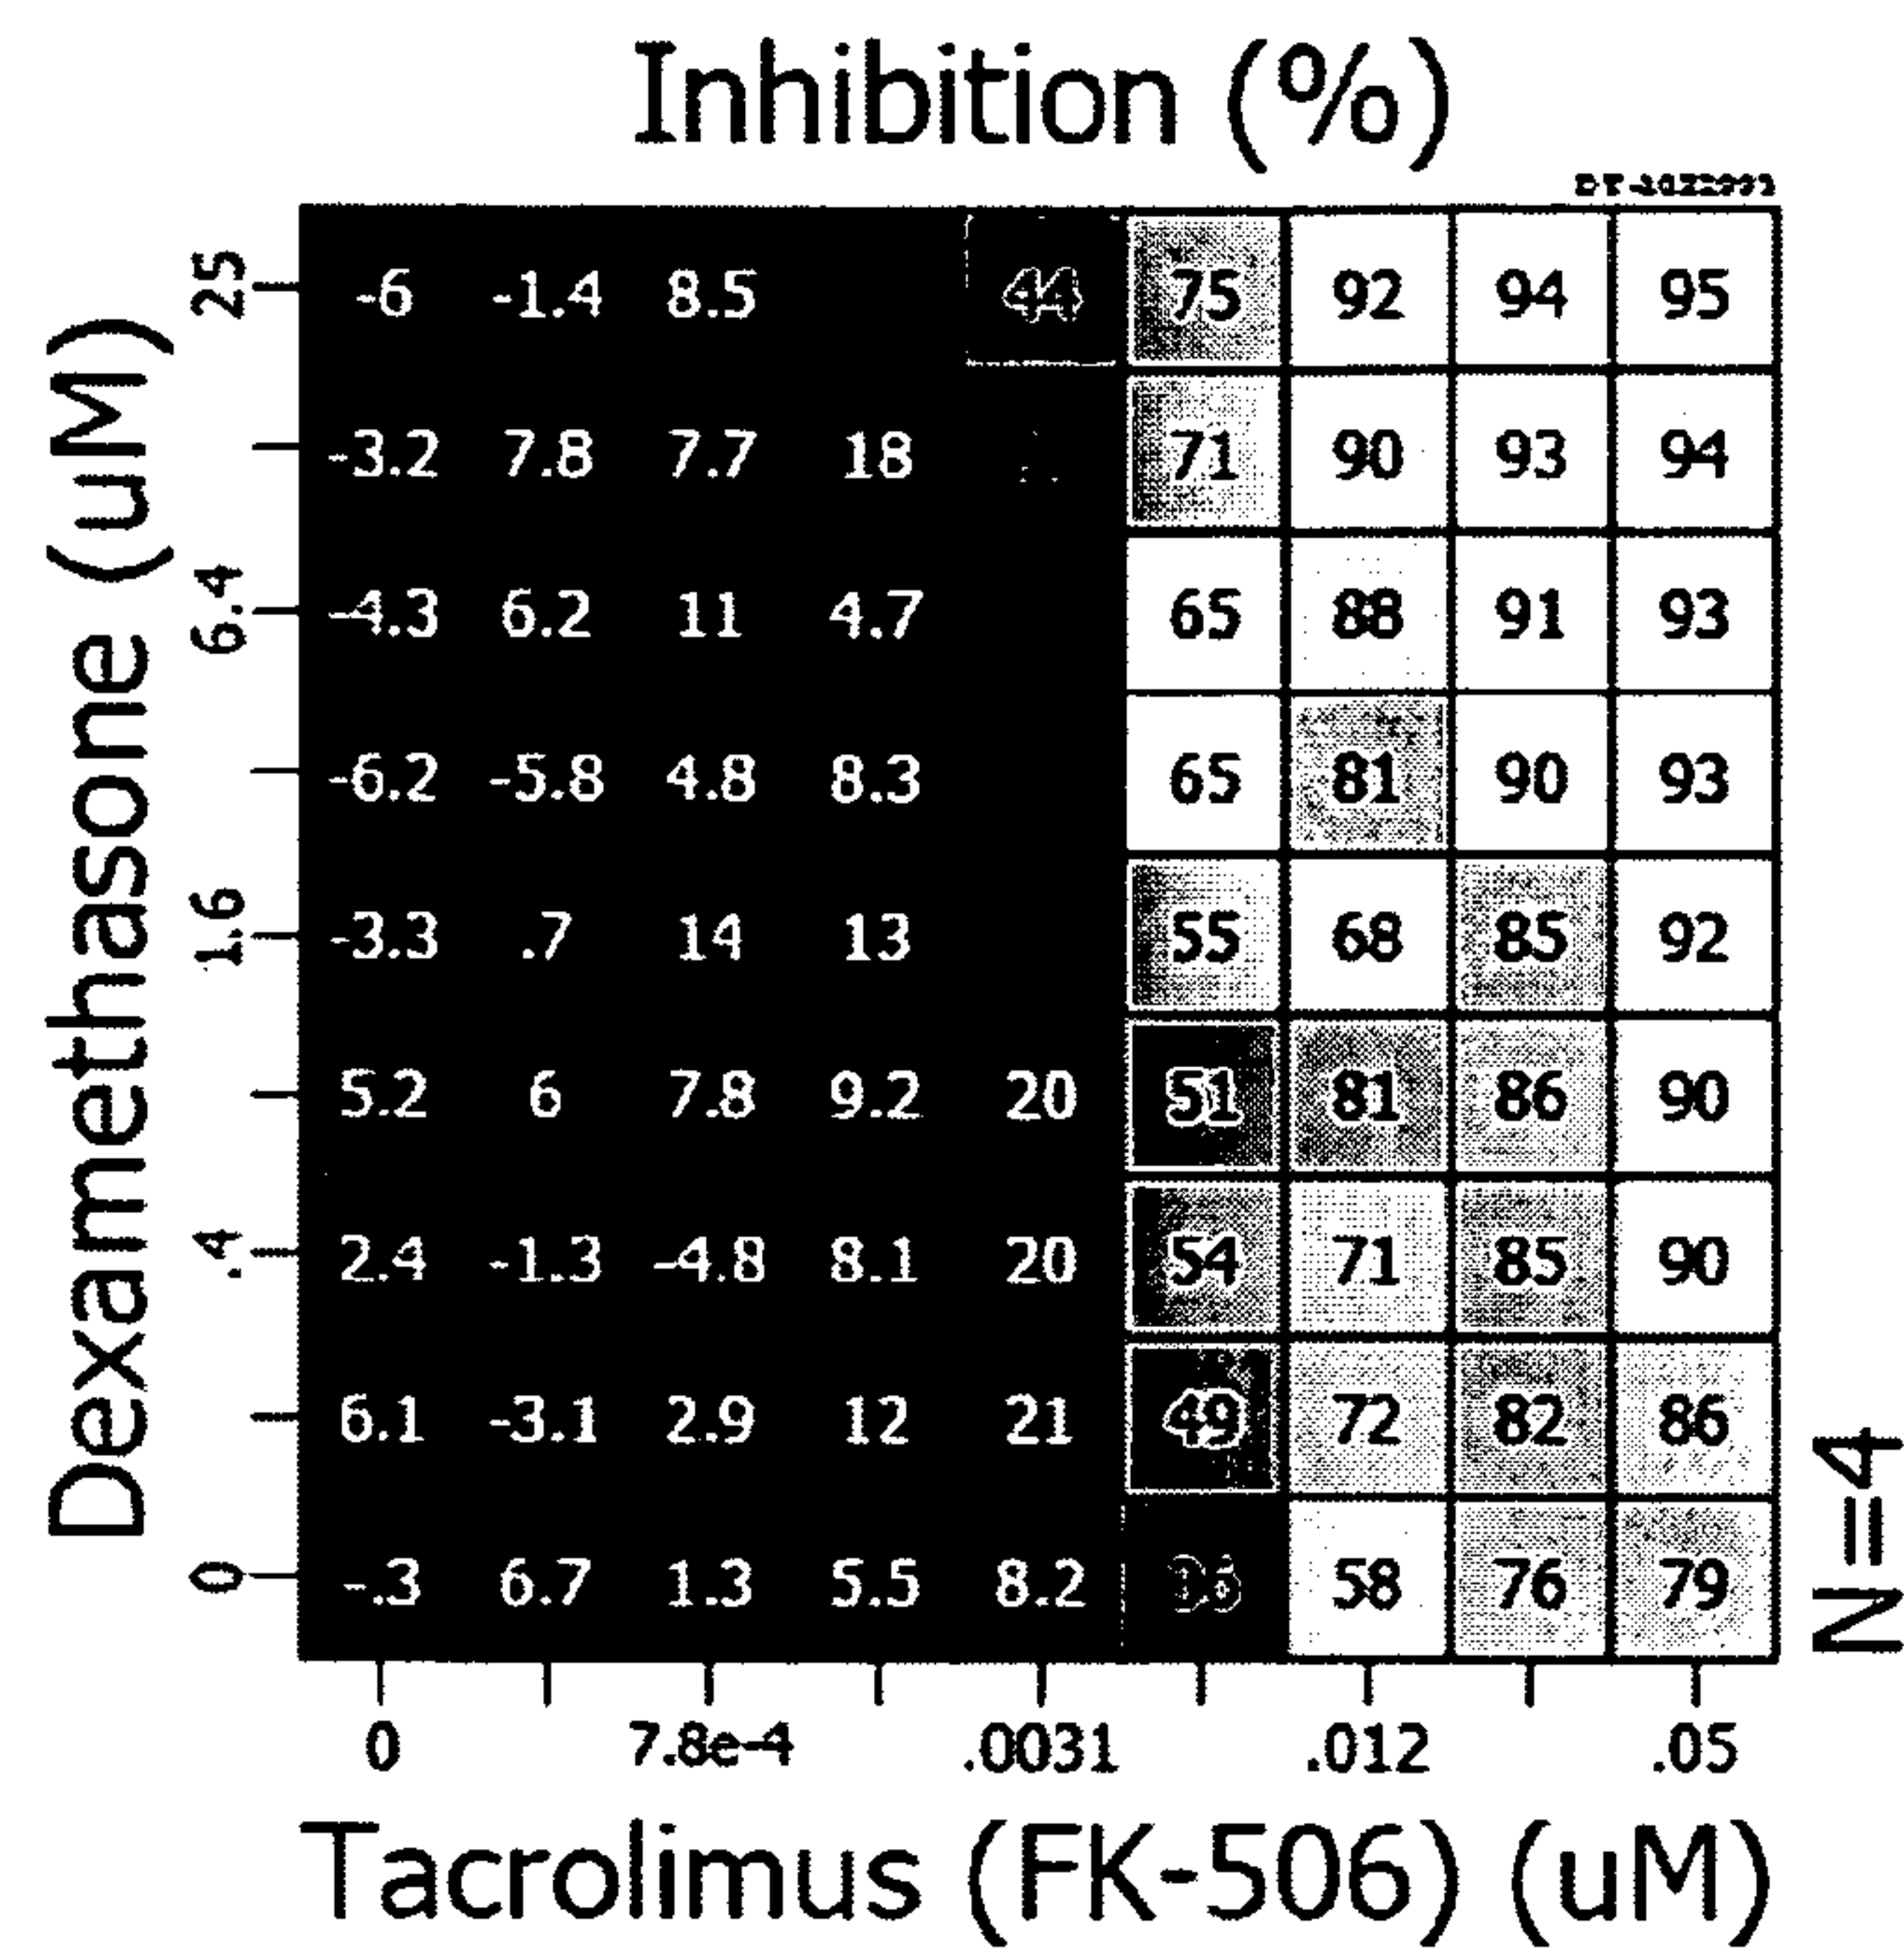 Inhibition (%)
25 -6 -1.4 8.5 44 75 92 94 95
-3.2 7.8 7.7 18 71 90 93 94
6.4 -4.3 6.2 11 4.7 65 88 91 93
-6.2 -5.8 4.8 8.3 65 81 90 93
1.6 -3.3 .7 14 13 55 68 85 92
5.2 6 7.8 9.2 20 51 81 86 90
.4 2.4 -1.3 -4.8 8.1 20 54 71 85 90
6.1 -3.1 2.9 12 21 49 72 82 86
0 -.3 6.7 1.3 5.5 8.2 58 76 79
0 7.8e-4 .0031 .012 .05
Tacrolimus (FK-506) (uM)
Dexamethasone (uM)
N=4